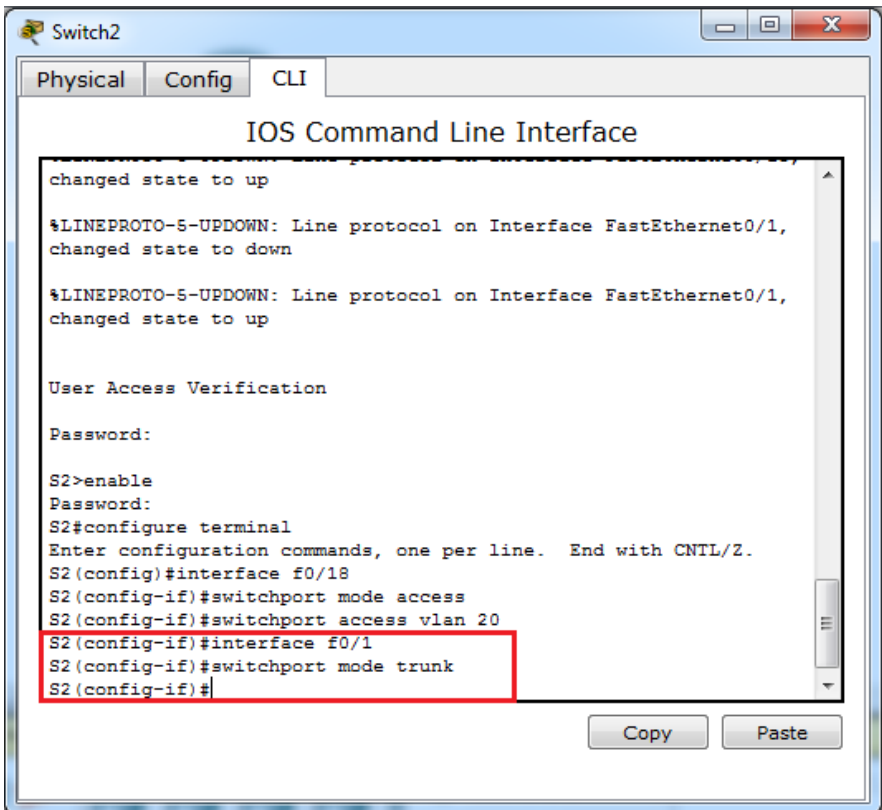 Switch2
Physical Config CLI
IOS Command Line Interface
changed state to up
%LINEPROTO-5-UPDOWN: Line protocol on Interface FastEthernet0/1,
changed state to down
%LINEPROTO-5-UPDOWN: Line protocol on Interface FastEthernet0/1,
changed state to up
User Access Verification
Password:
S2>enable
Password:
S2#configure terminal
Enter configuration commands, one per line.  End with CNTL/Z.
S2(config)#interface f0/18
S2(config-if)#switchport mode access
S2(config-if)#switchport access vlan 20
S2(config-if)#interface f0/1
S2(config-if)#switchport mode trunk
S2(config-if)#
Copy Paste